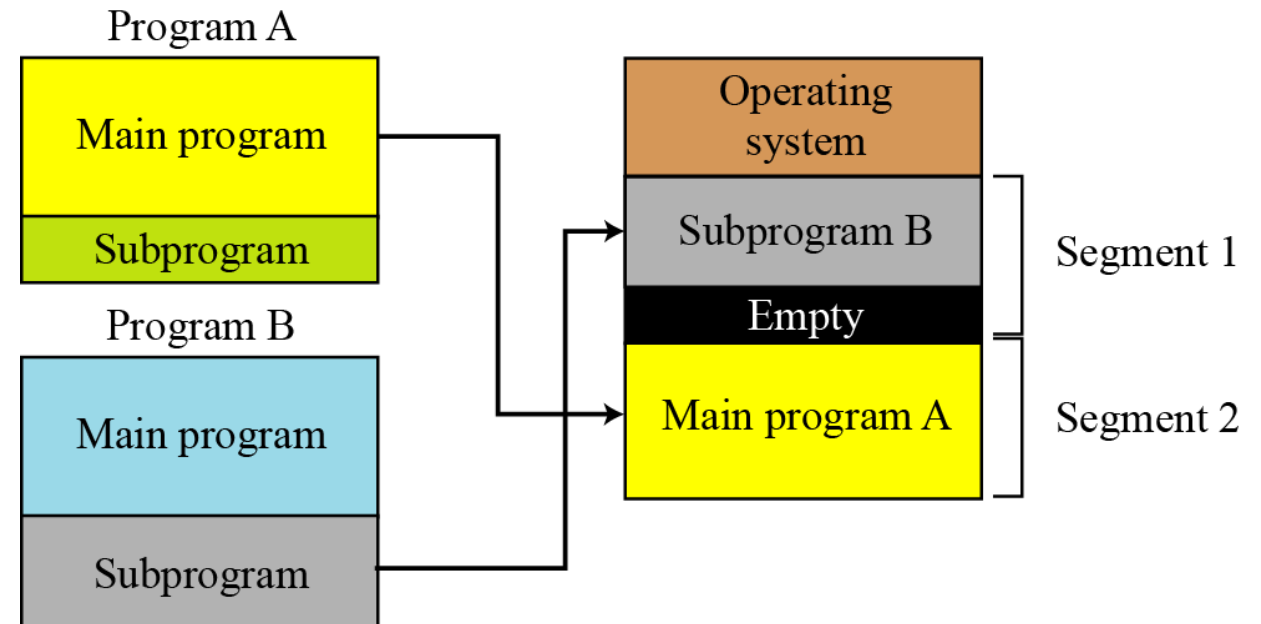 Program A
Main program
Subprogram
Program B
Main program
Subprogram
Operating
system
Subprogram B
Empty
Main program A
Segment 1
Segment 2